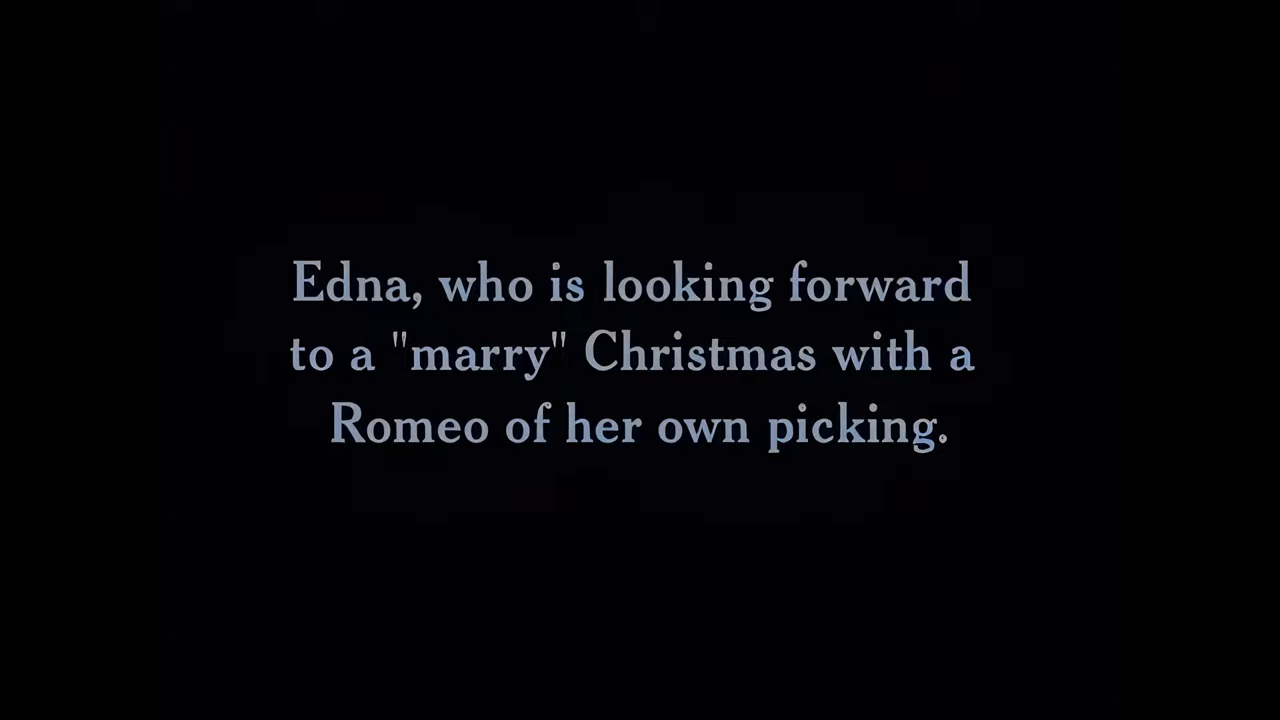 Edna, who is looking forward
to a "marry" Christmas with a
Romeo of her own picking.